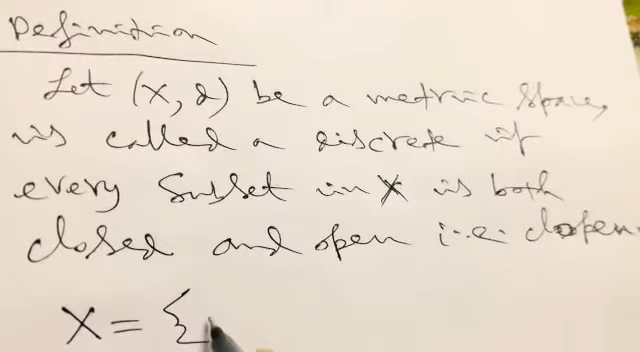 Definition
Let (X, d) be a metric space,
is called a discrete if
every Subset in X is both
closed and open i.e. clopen.
X = {